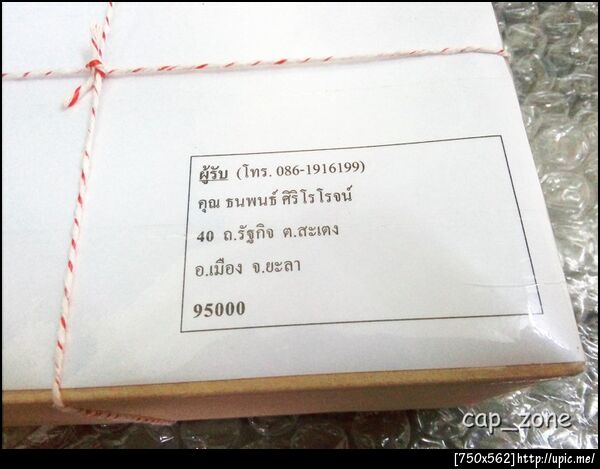 ผู้รับ (โทร. 086-1916199)
คุณ ธนพนธ์ ศิริโรโรจน์
40 ถ.รัฐกิจ ต.สะเตง
อ.เมือง จ.ยะลา
95000
cap_zone
[750x562]http://upic.me/